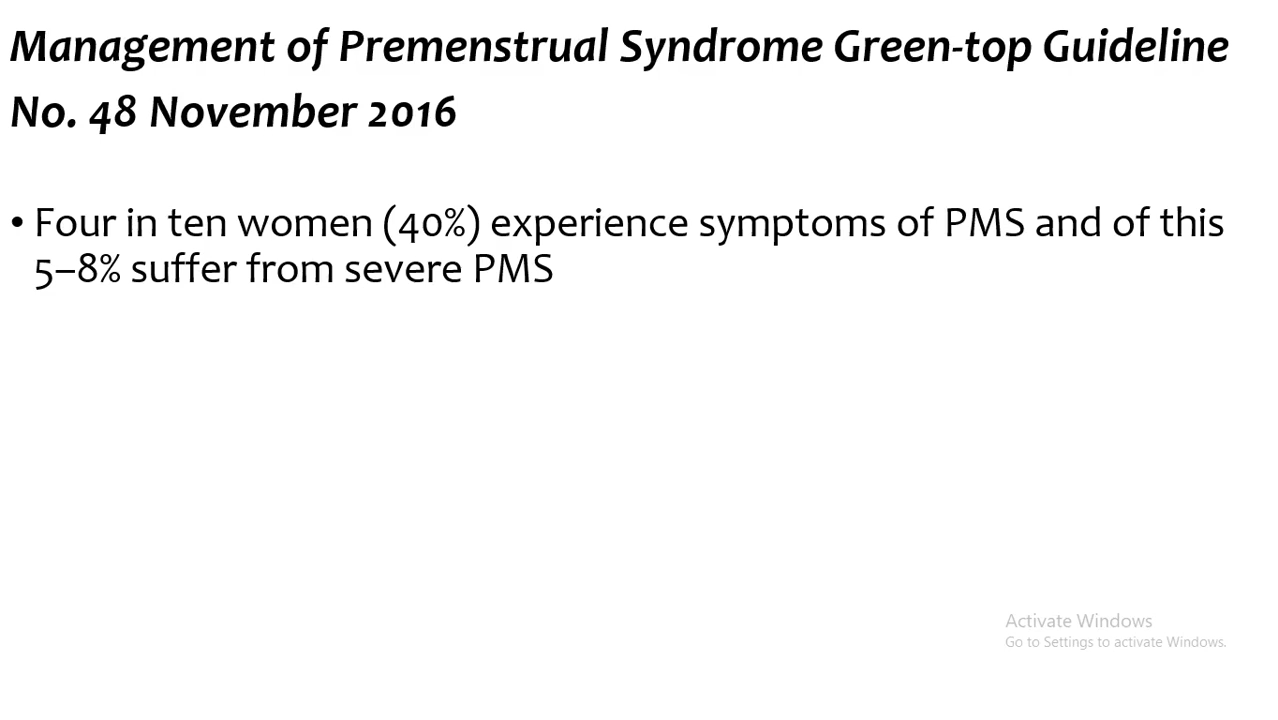 Management of Premenstrual Syndrome Green-top Guideline
No. 48 November 2016
• Four in ten women (40%) experience symptoms of PMS and of this
5–8% suffer from severe PMS
Activate Windows
Go to Settings to activate Windows.